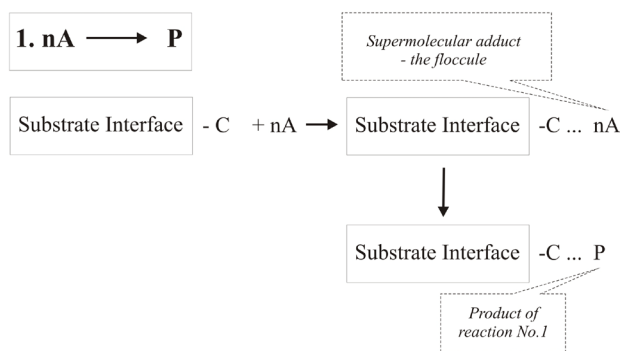 1. nA ⟶ P
Supermolecular adduct
- the floccule
Substrate Interface - C + nA ⟶ Substrate Interface -C ... nA
Substrate Interface -C ... P
Product of
reaction No.1